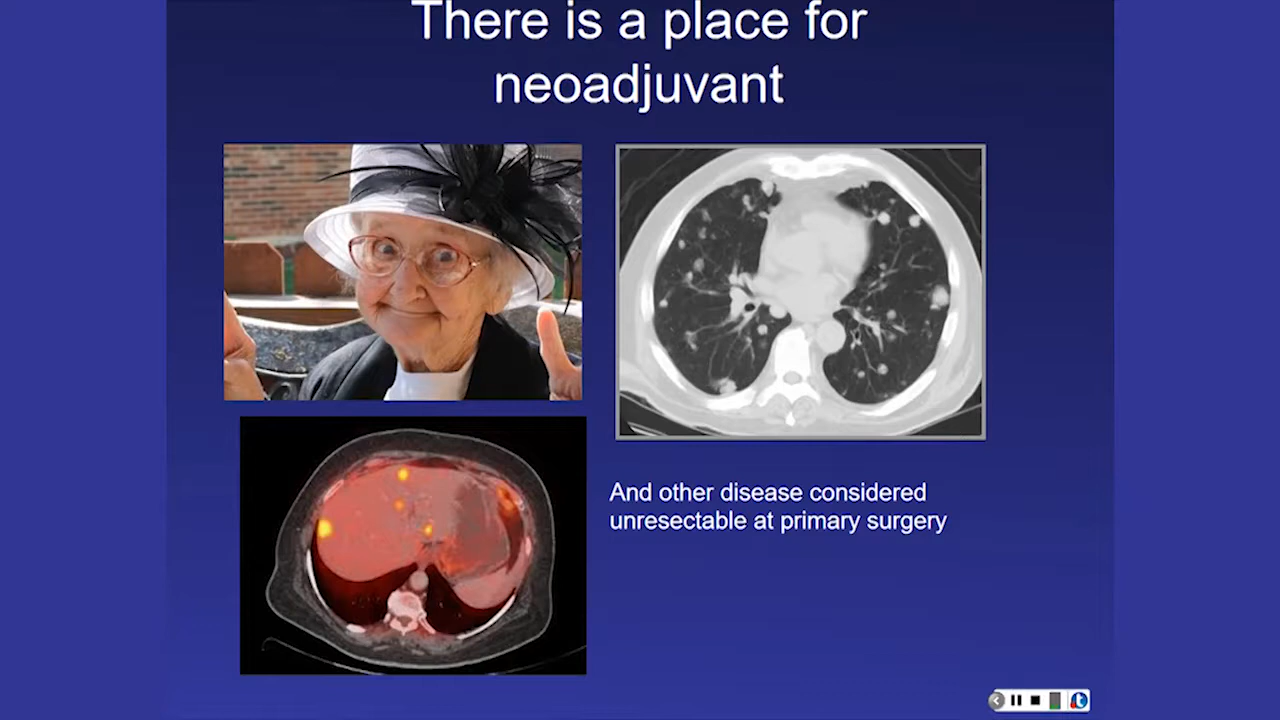 There is a place for
neoadjuvant
And other disease considered
unresectable at primary surgery